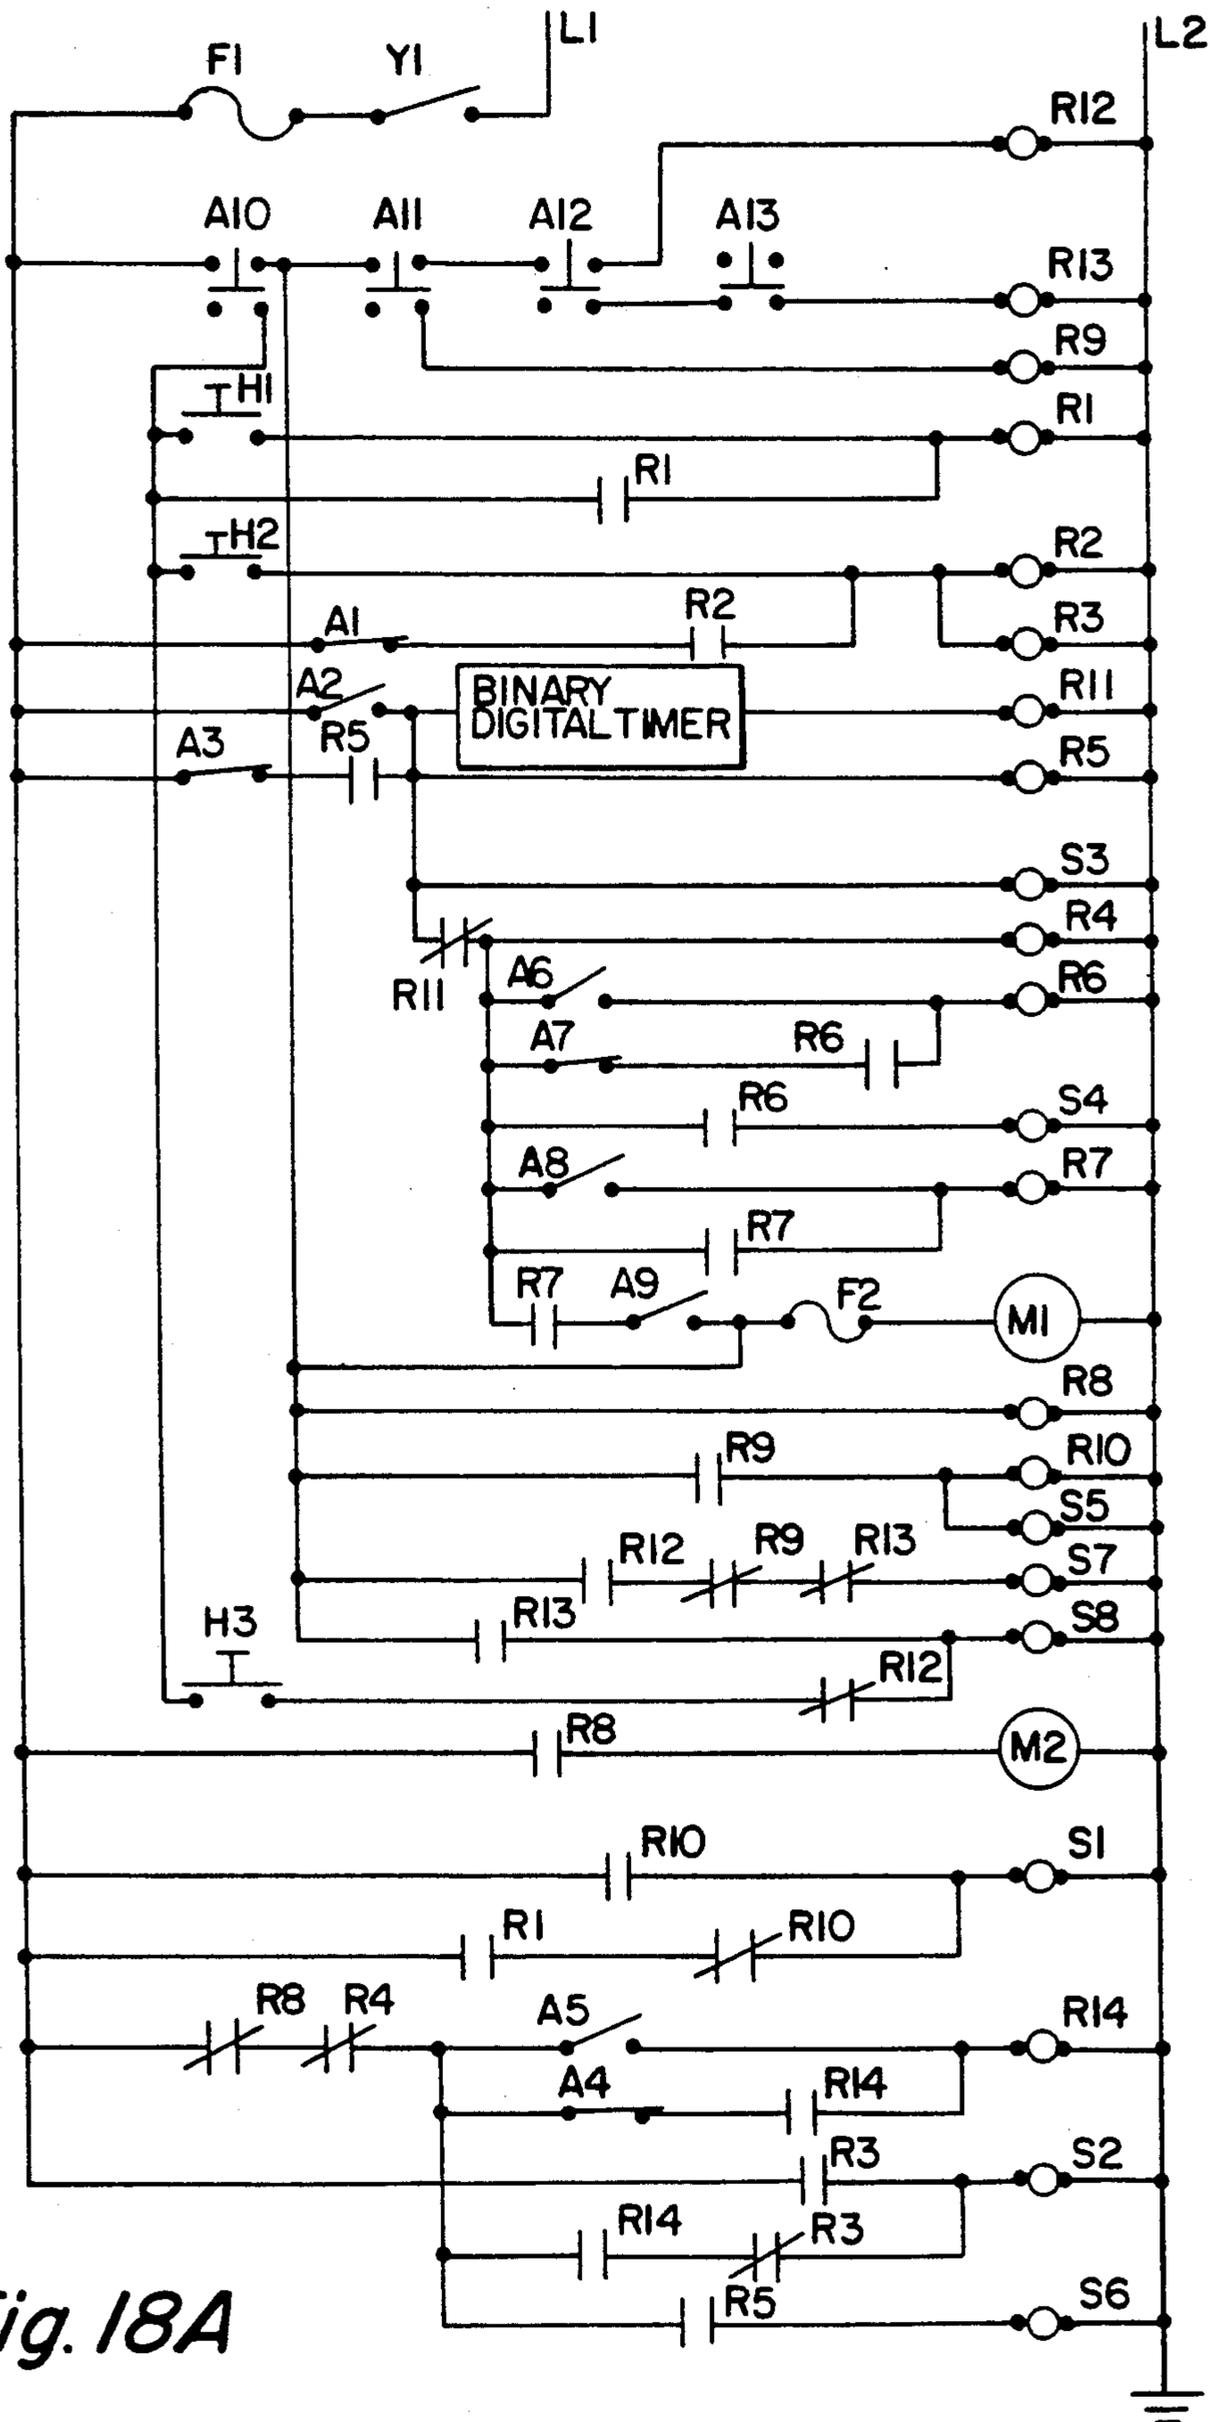 L1
L2
F1
Y1
R12
A10
A11
A12
A13
R13
R9
H1
R1
R1
H2
R2
A1
R2
R3
A2
BINARY
DIGITAL TIMER
R11
A3
R5
R5
S3
R4
R11
A6
R6
A7
R6
R6
S4
A8
R7
R7
R7
A9
F2
M1
R8
R9
R10
S5
R12
R9
R13
S7
R13
S8
H3
R12
R8
M2
R10
S1
R1
R10
R8
R4
A5
R14
A4
R14
R3
S2
R14
R3
R5
S6
ig. 18A